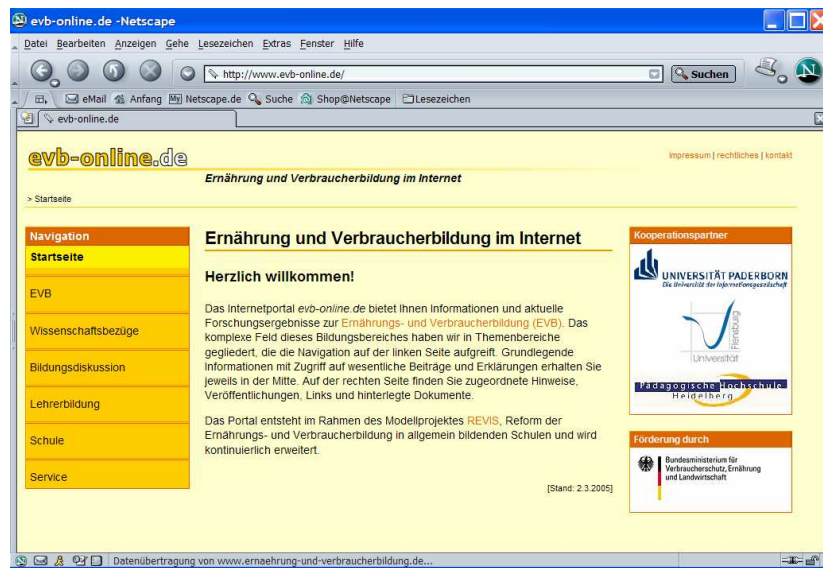 evb-online.de -Netscape
Datei Bearbeiten Anzeigen Gehe Lesezeichen Extras Fenster Hilfe
http://www.evb-online.de/
Suchen
N
eMail Anfang My Netscape.de Suche Shop@Netscape Lesezeichen
evb-online.de
evb-online.de
impressum | rechtliches | kontakt
Ernährung und Verbraucherbildung im Internet
> Startseite
Navigation
Startseite
EVB
Wissenschaftsbezüge
Bildungsdiskussion
Lehrerbildung
Schule
Service
Ernährung und Verbraucherbildung im Internet
Herzlich willkommen!
Das Internetportal evb-online.de bietet Ihnen Informationen und aktuelle
Forschungsergebnisse zur Ernährungs- und Verbraucherbildung (EVB). Das
komplexe Feld dieses Bildungsbereiches haben wir in Themenbereiche
gegliedert, die die Navigation auf der linken Seite aufgreift. Grundlegende
Informationen mit Zugriff auf wesentliche Beiträge und Erklärungen erhalten Sie
jeweils in der Mitte. Auf der rechten Seite finden Sie zugeordnete Hinweise,
Veröffentlichungen, Links und hinterlegte Dokumente.
Das Portal entsteht im Rahmen des Modellprojektes REVIS, Reform der
Ernährungs- und Verbraucherbildung in allgemein bildenden Schulen und wird
kontinuierlich erweitert.
[Stand: 2.3.2005]
Kooperationspartner
UNIVERSITÄT PADERBORN
Die Universität der Informationsgesellschaft
Flensburg
Universität
Pädagogische Hochschule
Heidelberg
Förderung durch
Bundesministerium für
Verbraucherschutz, Ernährung
und Landwirtschaft
Datenübertragung von www.ernaehrung-und-verbraucherbildung.de...